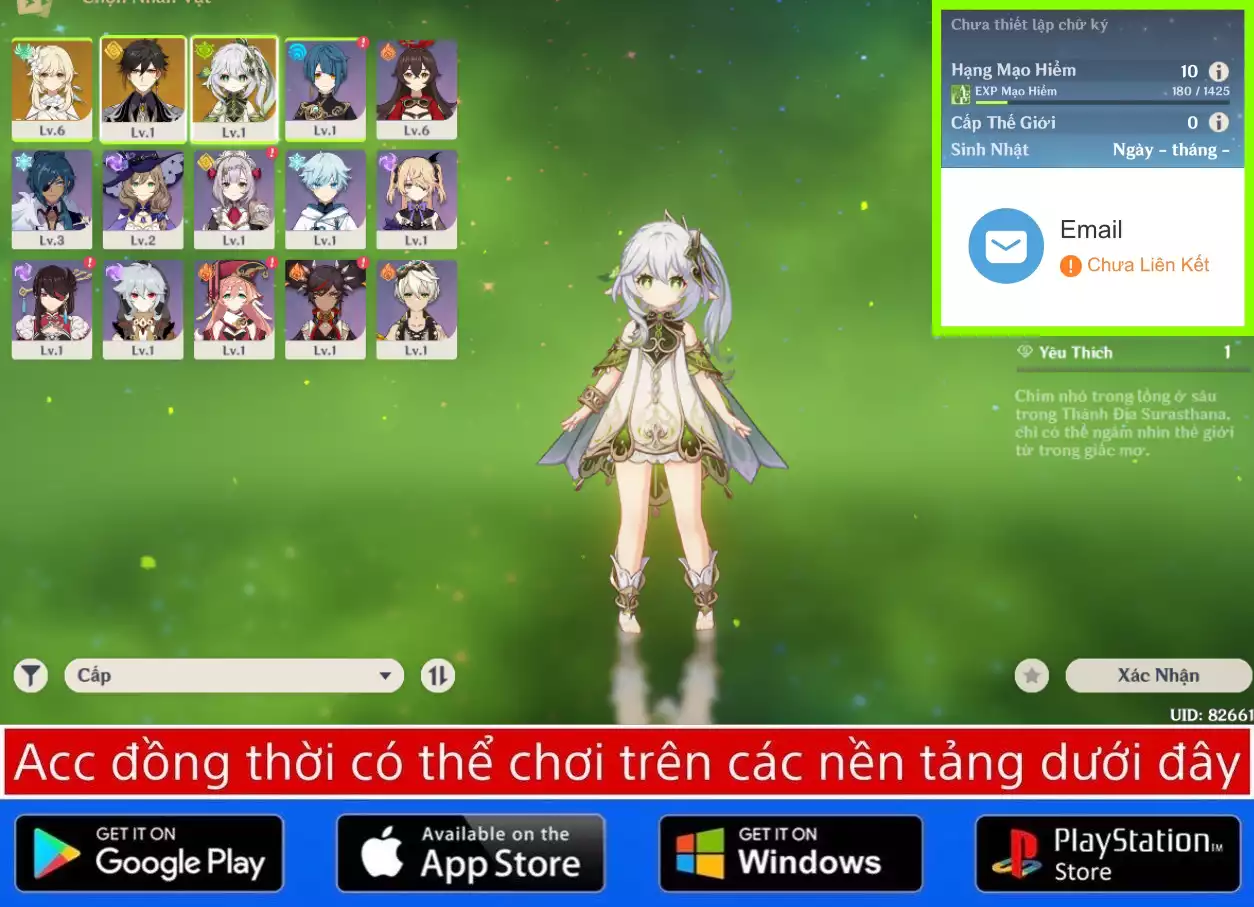 Chọn Nhân Vật
Lv.6
Lv.1
Lv.1
Lv.1
Lv.6
Lv.3
Lv.2
Lv.1
Lv.1
Lv.1
Lv.1
Lv.1
Lv.1
Lv.1
Lv.1
Chưa thiết lập chữ ký
Hạng Mạo Hiểm 10
EXP Mạo Hiểm 180 / 1425
Cấp Thế Giới 0
Sinh Nhật Ngày - tháng -
Email
Chưa Liên Kết
Yêu Thích 1
Chim nhỏ trong lồng ở sâu
trong Thánh Địa Surasthana,
chỉ có thể ngắm nhìn thế giới
từ trong giấc mơ.
Cấp
Xác Nhận
UID: 82661
Acc đồng thời có thể chơi trên các nền tảng dưới đây
GET IT ON
Google Play
Available on the
App Store
GET IT ON
Windows
PlayStation™
Store